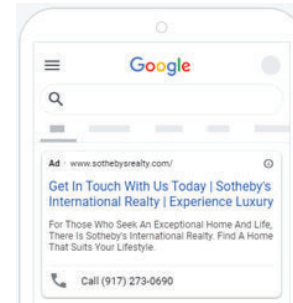 Google
Ad · www.sothebysrealty.com/
Get In Touch With Us Today | Sotheby's
International Realty | Experience Luxury
For Those Who Seek An Exceptional Home And Life,
There Is Sotheby's International Realty. Find A Home
That Suits Your Lifestyle.
Call (917) 273-0690